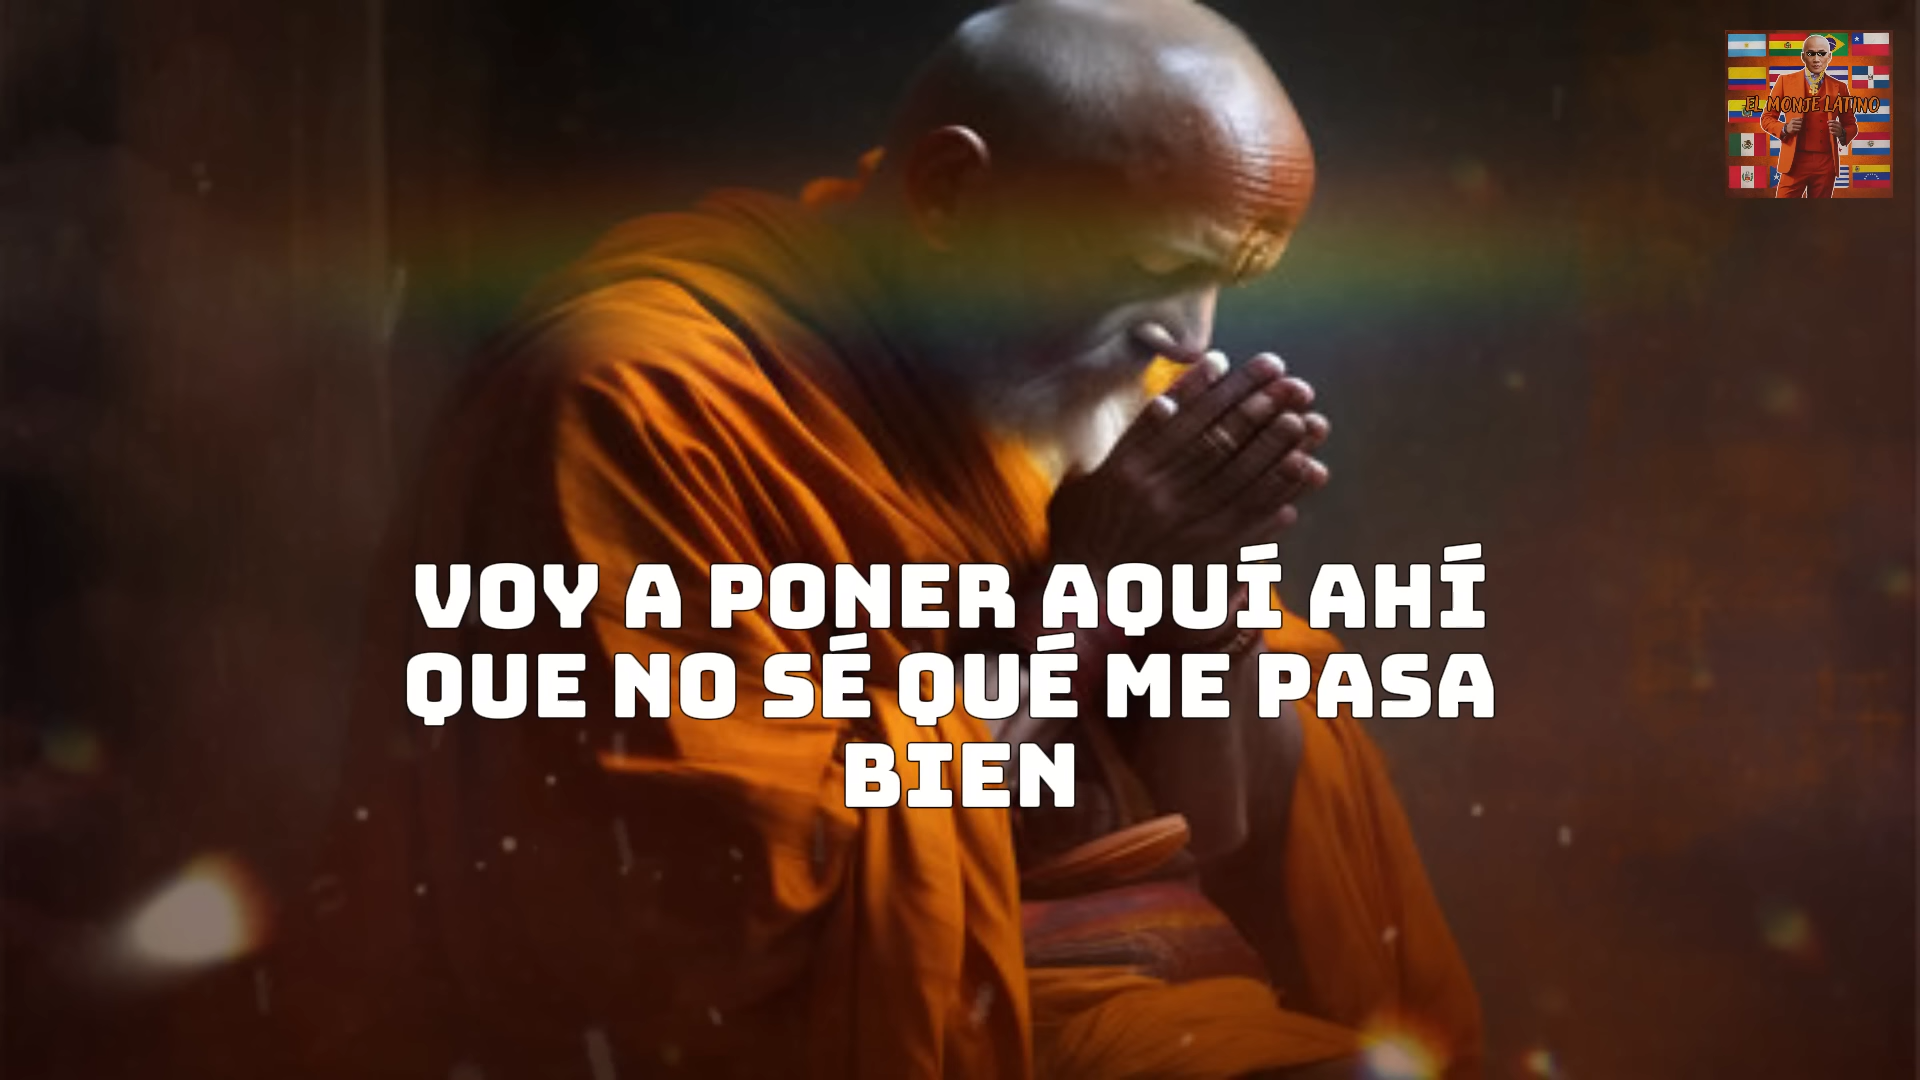 EL MONJE LATINO
VOY A PONER AQUÍ AHÍ
QUE NO SÉ QUÉ ME PASA
BIEN